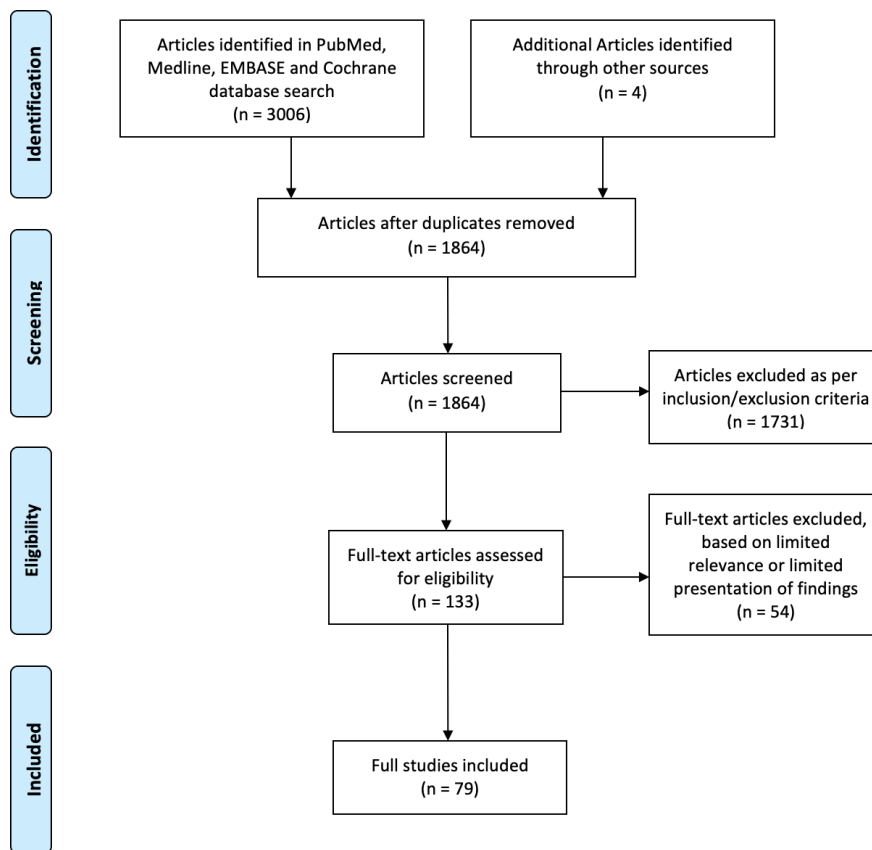 Identification
Articles identified in PubMed,
Medline, EMBASE and Cochrane
database search
(n = 3006)
Additional Articles identified
through other sources
(n = 4)
Articles after duplicates removed
(n = 1864)
Screening
Articles screened
(n = 1864)
Articles excluded as per
inclusion/exclusion criteria
(n = 1731)
Eligibility
Full-text articles assessed
for eligibility
(n = 133)
Full-text articles excluded,
based on limited
relevance or limited
presentation of findings
(n = 54)
Included
Full studies included
(n = 79)